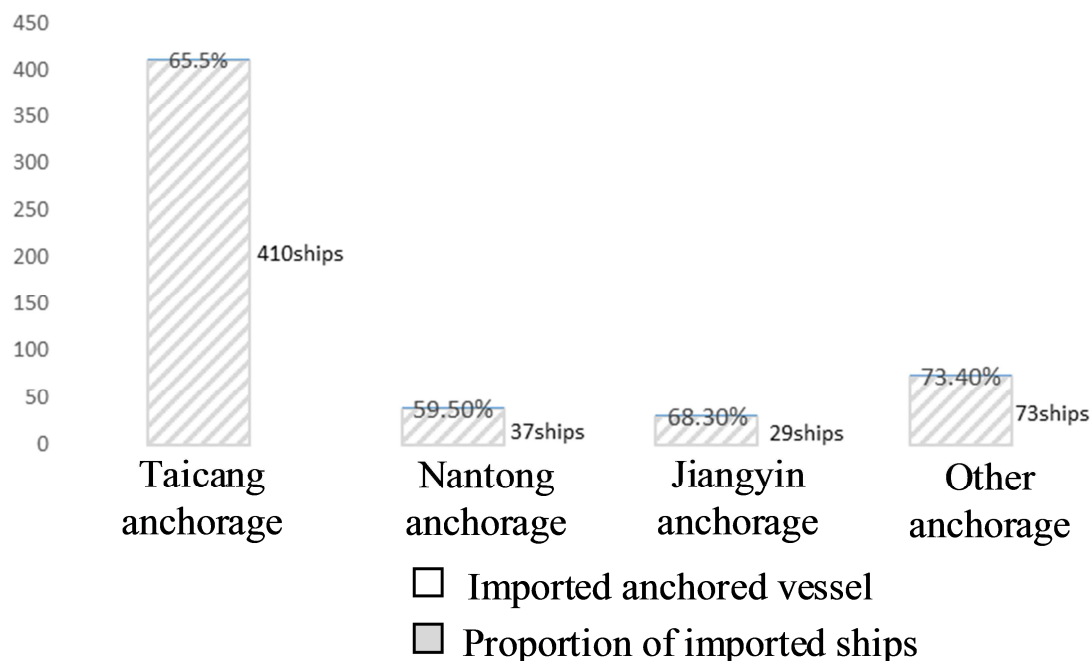 450
400
350
300
250
200
150
100
50
0
65.5%
410ships
59.50%
37ships
68.30%
29ships
73.40%
73ships
Taicang
anchorage
Nantong
anchorage
Jiangyin
anchorage
Other
anchorage
Imported anchored vessel
Proportion of imported ships